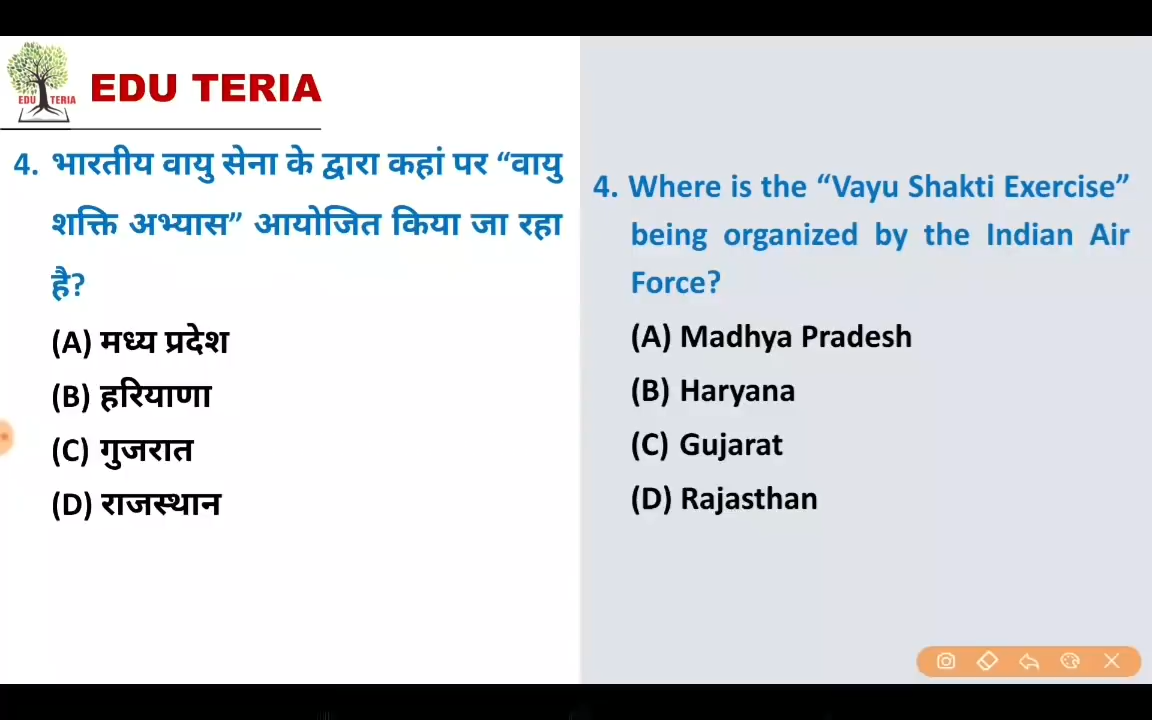 EDU TERIA
EDU TERIA
4. भारतीय वायु सेना के द्वारा कहां पर “वायु
शक्ति अभ्यास” आयोजित किया जा रहा
है?
(A) मध्य प्रदेश
(B) हरियाणा
(C) गुजरात
(D) राजस्थान
4. Where is the “Vayu Shakti Exercise”
being organized by the Indian Air
Force?
(A) Madhya Pradesh
(B) Haryana
(C) Gujarat
(D) Rajasthan